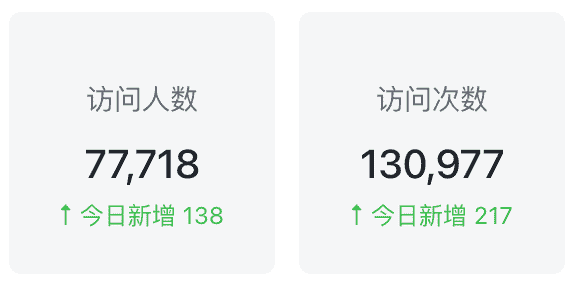 访问人数
77,718
↑ 今日新增 138
访问次数
130,977
↑ 今日新增 217